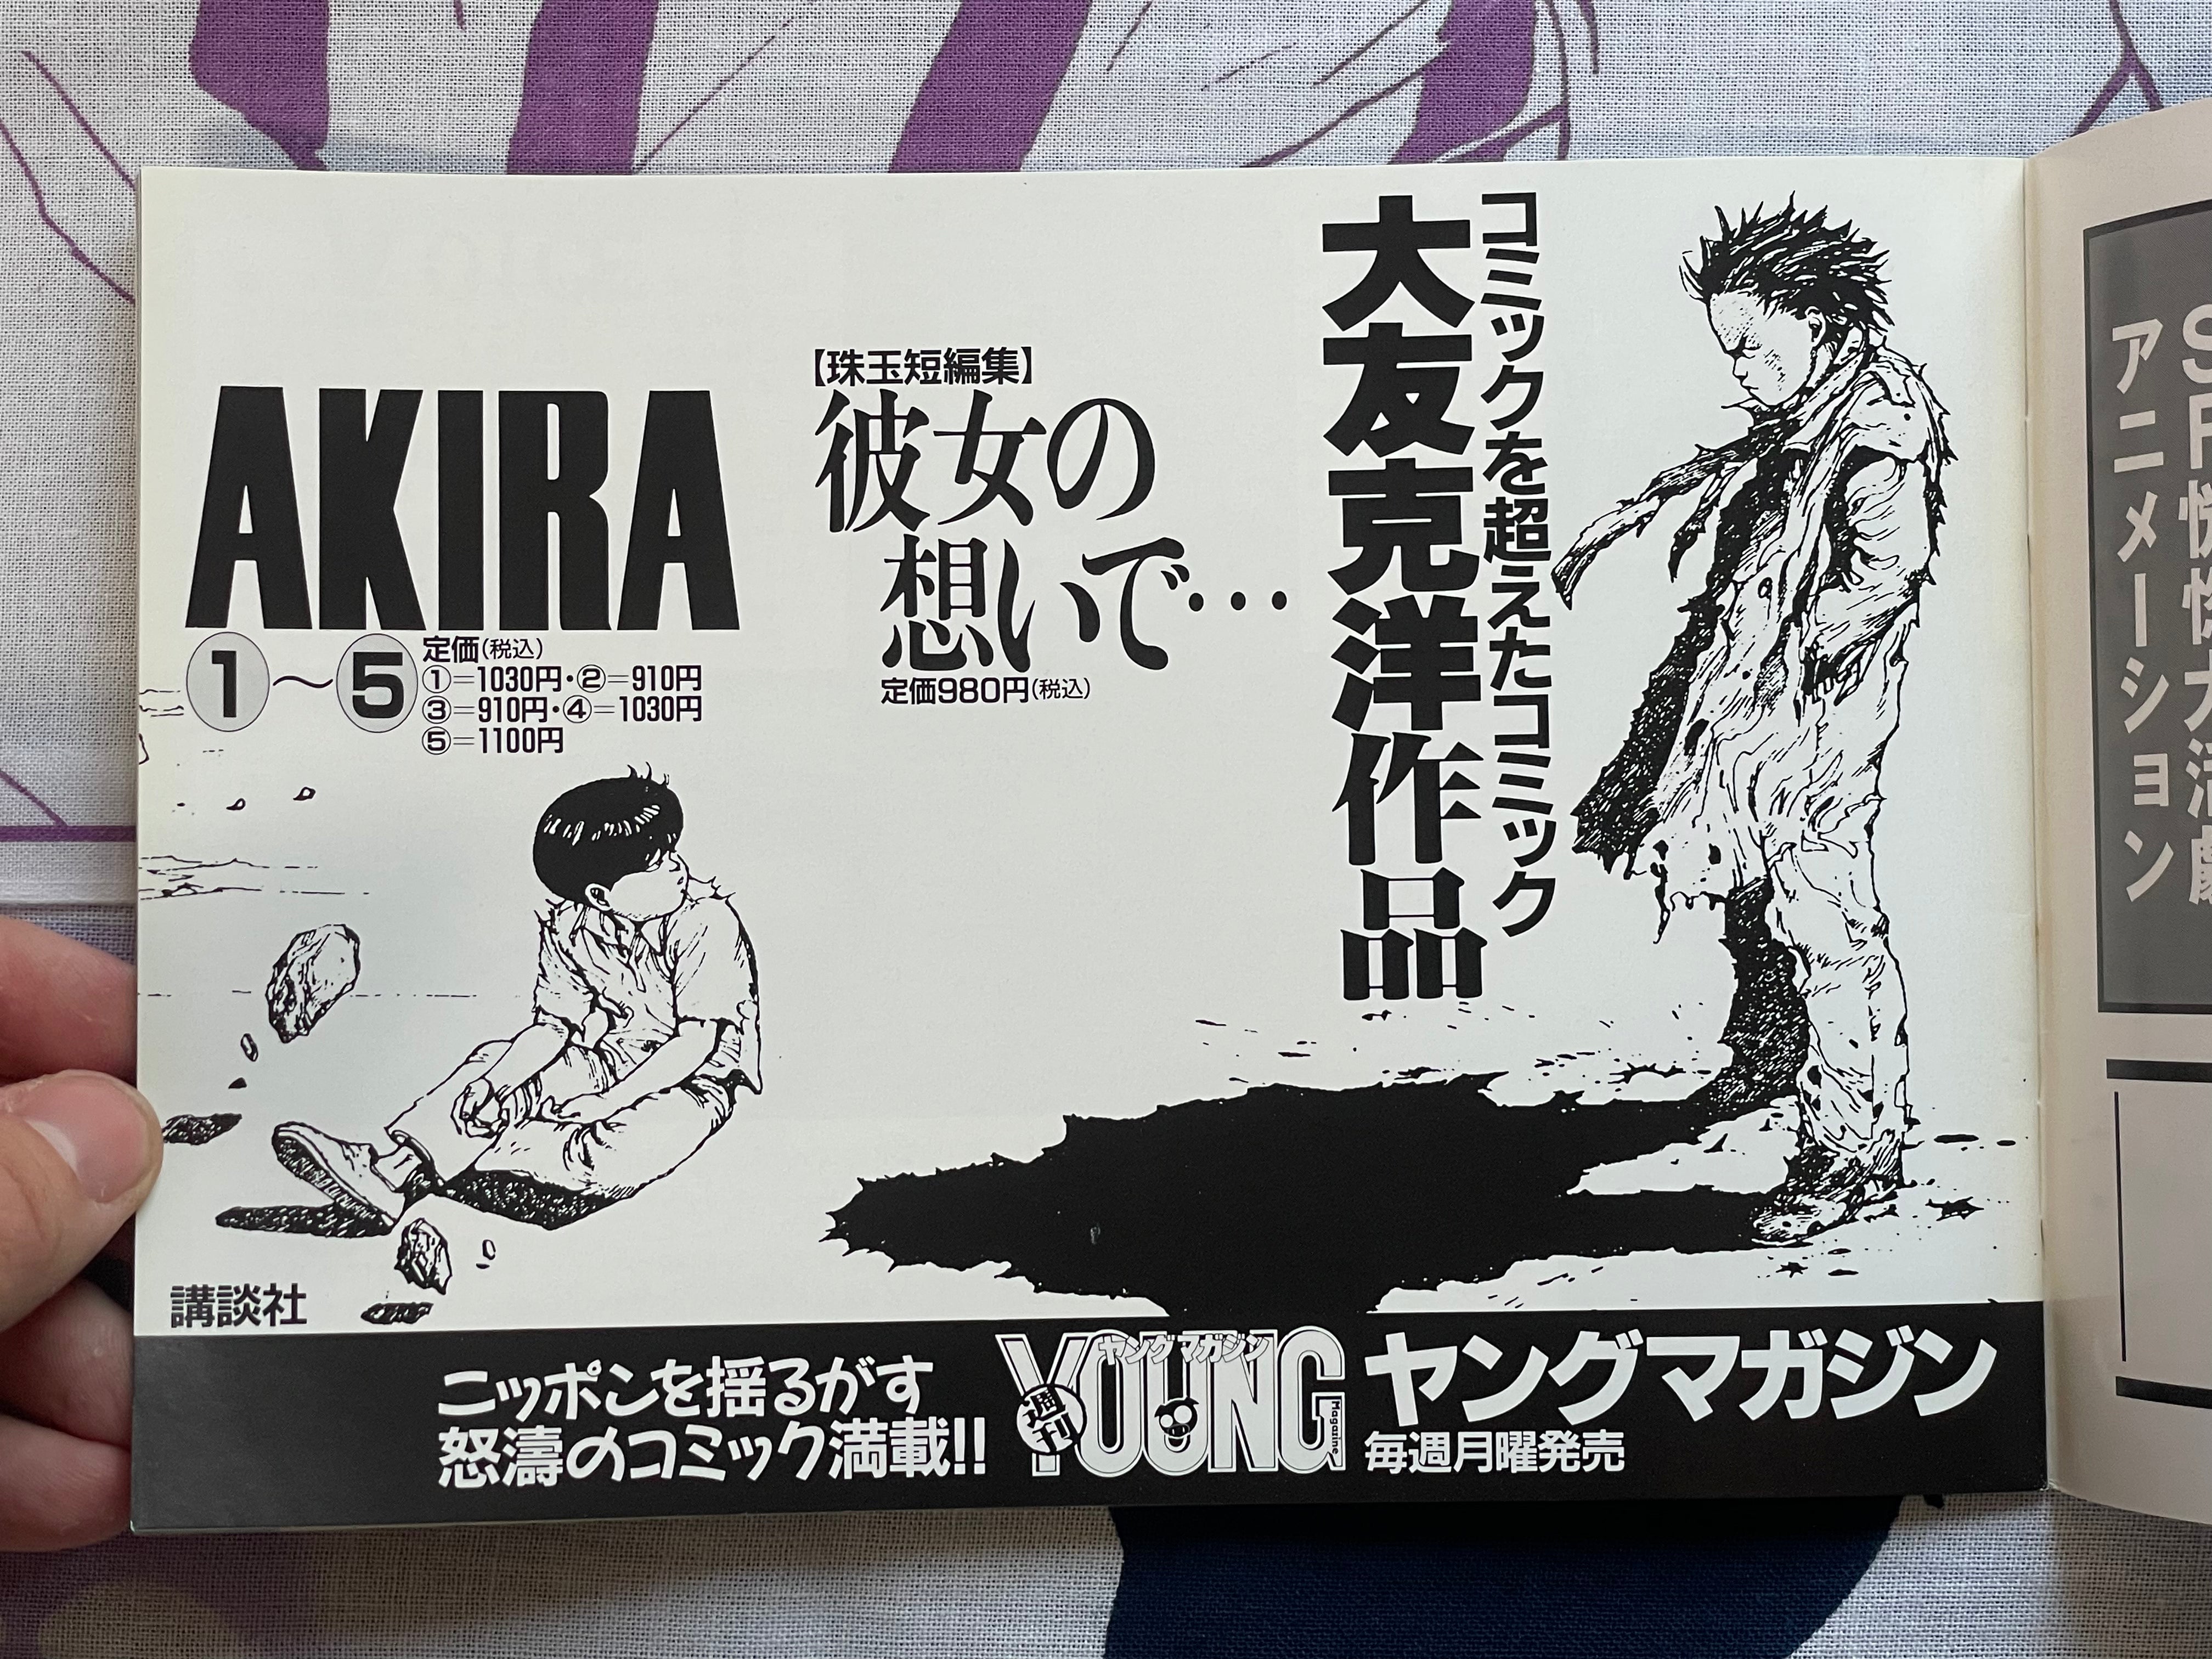 コミックを超えたコミック
大友克洋作品
【珠玉短編集】
彼女の
想いで…
定価980円(税込)
AKIRA
1〜5
定価(税込)
①=1030円・②=910円
③=910円・④=1030円
⑤=1100円
講談社
ニッポンを揺るがす
怒濤のコミック満載!!
ヤングマガジン
週刊
YOUNG
Magazine
ヤングマガジン
毎週月曜発売
アニメーション